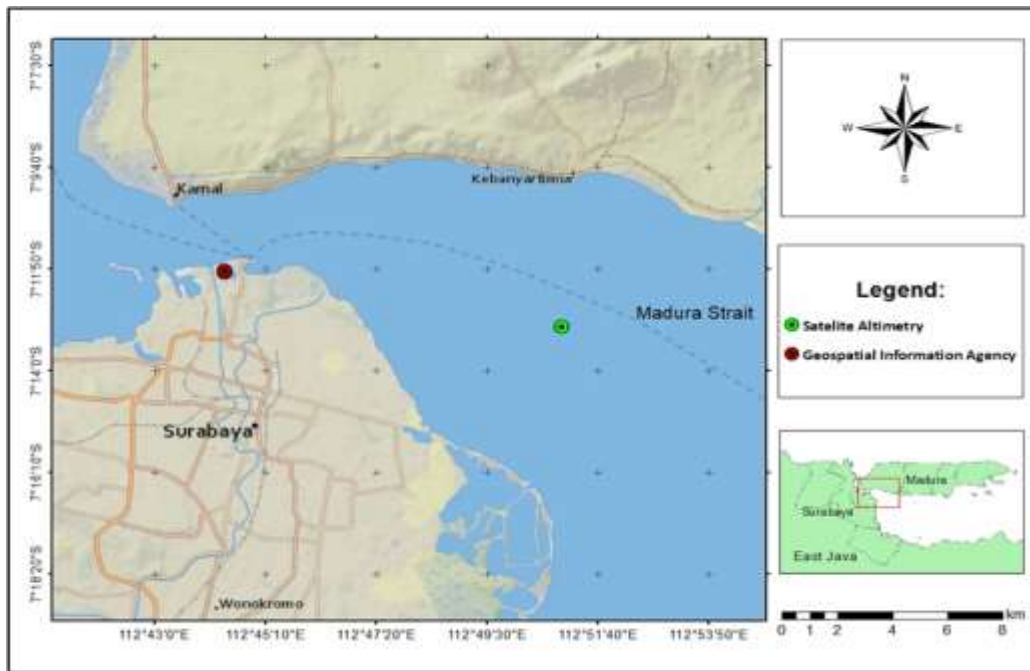 7°7'30"S
7°9'40"S
7°11'50"S
7°14'0"S
7°16'10"S
7°18'20"S
Kamal
Kebanyartimur
Madura Strait
Surabaya
Wonokromo
112°43'0"E
112°45'10"E
112°47'20"E
112°49'30"E
112°51'40"E
112°53'50"E
N
W
E
S
Legend:
Satelite Altimetry
Geospatial Information Agency
Madura
Surabaya
East Java
km
0 1 2 4 6 8